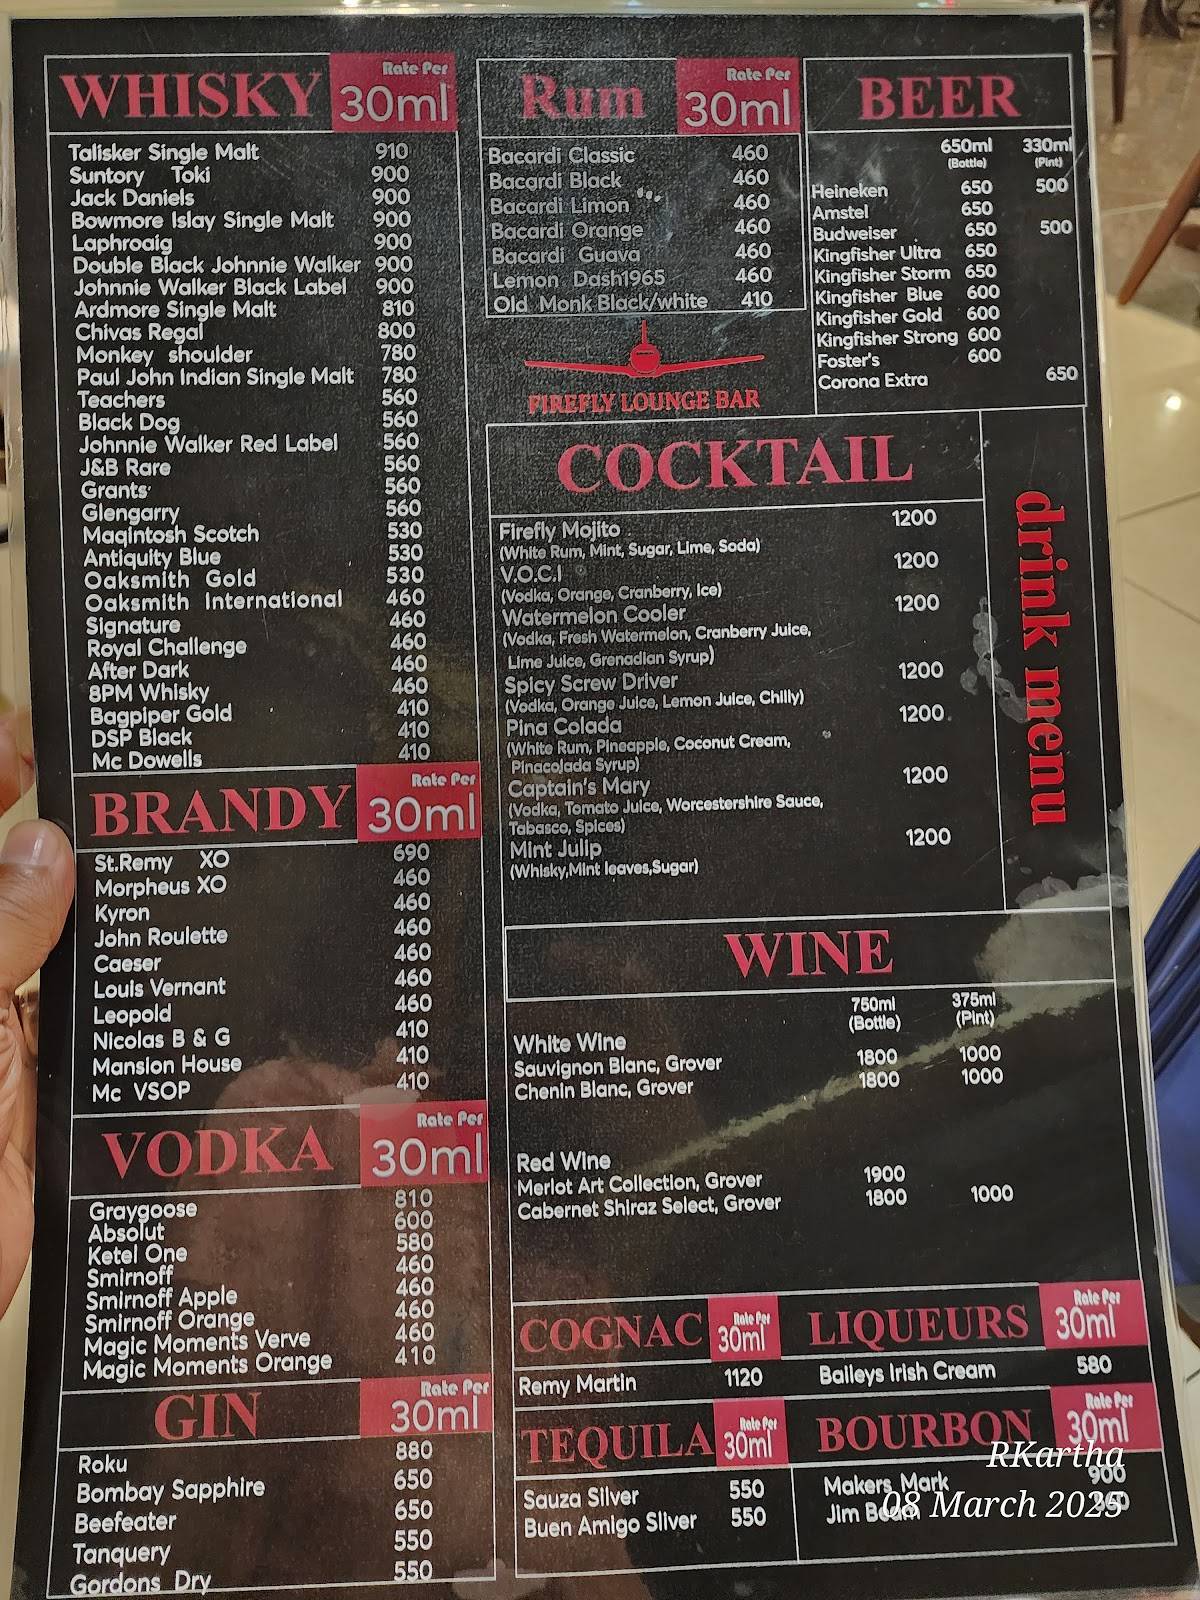 WHISKY Rate Per 30ml
Talisker Single Malt 910
Suntory Toki 900
Jack Daniels 900
Bowmore Islay Single Malt 900
Laphroaig 900
Double Black Johnnie Walker 900
Johnnie Walker Black Label 900
Ardmore Single Malt 810
Chivas Regal 800
Monkey shoulder 780
Paul John Indian Single Malt 780
Teachers 560
Black Dog 560
Johnnie Walker Red Label 560
J&B Rare 560
Grants 560
Glengarry 560
Maqintosh Scotch 530
Antiquity Blue 530
Oaksmith Gold 530
Oaksmith International 460
Signature 460
Royal Challenge 460
After Dark 460
8PM Whisky 460
Bagpiper Gold 410
DSP Black 410
Mc Dowells 410
BRANDY Rate Per 30ml
St.Remy XO 690
Morpheus XO 460
Kyron 460
John Roulette 460
Caeser 460
Louis Vernant 460
Leopold 460
Nicolas B & G 410
Mansion House 410
Mc VSOP 410
VODKA Rate Per 30ml
Graygoose 810
Absolut 600
Ketel One 580
Smirnoff 460
Smirnoff Apple 460
Smirnoff Orange 460
Magic Moments Verve 460
Magic Moments Orange 410
GIN Rate Per 30ml
Roku 880
Bombay Sapphire 650
Beefeater 650
Tanquery 550
Gordons Dry 550
Rum Rate Per 30ml
Bacardi Classic 460
Bacardi Black 460
Bacardi Limon 460
Bacardi Orange 460
Bacardi Guava 460
Lemon Dash1965 460
Old Monk Black/white 410
FIREFLY LOUNGE BAR
BEER
650ml 330ml
(Bottle) (Pint)
Heineken 650 500
Amstel 650
Budweiser 650 500
Kingfisher Ultra 650
Kingfisher Storm 650
Kingfisher Blue 600
Kingfisher Gold 600
Kingfisher Strong 600
Foster's 600
Corona Extra 650
COCKTAIL
Firefly Mojito 1200
(White Rum, Mint, Sugar, Lime, Soda)
V.O.C.I 1200
(Vodka, Orange, Cranberry, Ice)
Watermelon Cooler 1200
(Vodka, Fresh Watermelon, Cranberry Juice,
Lime Juice, Grenadian Syrup)
Spicy Screw Driver 1200
(Vodka, Orange Juice, Lemon Juice, Chilly)
Pina Colada 1200
(White Rum, Pineapple, Coconut Cream,
Pinacolada Syrup)
Captain's Mary 1200
(Vodka, Tomato Juice, Worcestershire Sauce,
Tabasco, Spices)
Mint Julip 1200
(Whisky,Mint leaves,Sugar)
drink menu
WINE
750ml 375ml
(Bottle) (Pint)
White Wine
Sauvignon Blanc, Grover 1800 1000
Chenin Blanc, Grover 1800 1000
Red Wine
Merlot Art Collection, Grover 1900
Cabernet Shiraz Select, Grover 1800 1000
COGNAC Rate Per 30ml
Remy Martin 1120
LIQUEURS Rate Per 30ml
Baileys Irish Cream 580
TEQUILA Rate Per 30ml
Sauza Silver 550
Buen Amigo Silver 550
BOURBON Rate Per 30ml
Makers Mark 900
Jim Beam
RKartha
08 March 2025